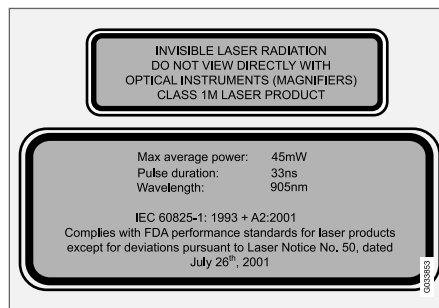 INVISIBLE LASER RADIATION
DO NOT VIEW DIRECTLY WITH
OPTICAL INSTRUMENTS (MAGNIFIERS)
CLASS 1M LASER PRODUCT
Max average power: 45mW
Pulse duration: 33ns
Wavelength: 905nm
IEC 60825-1: 1993 + A2:2001
Complies with FDA performance standards for laser products
except for deviations pursuant to Laser Notice No. 50, dated
July 26th, 2001
G033853